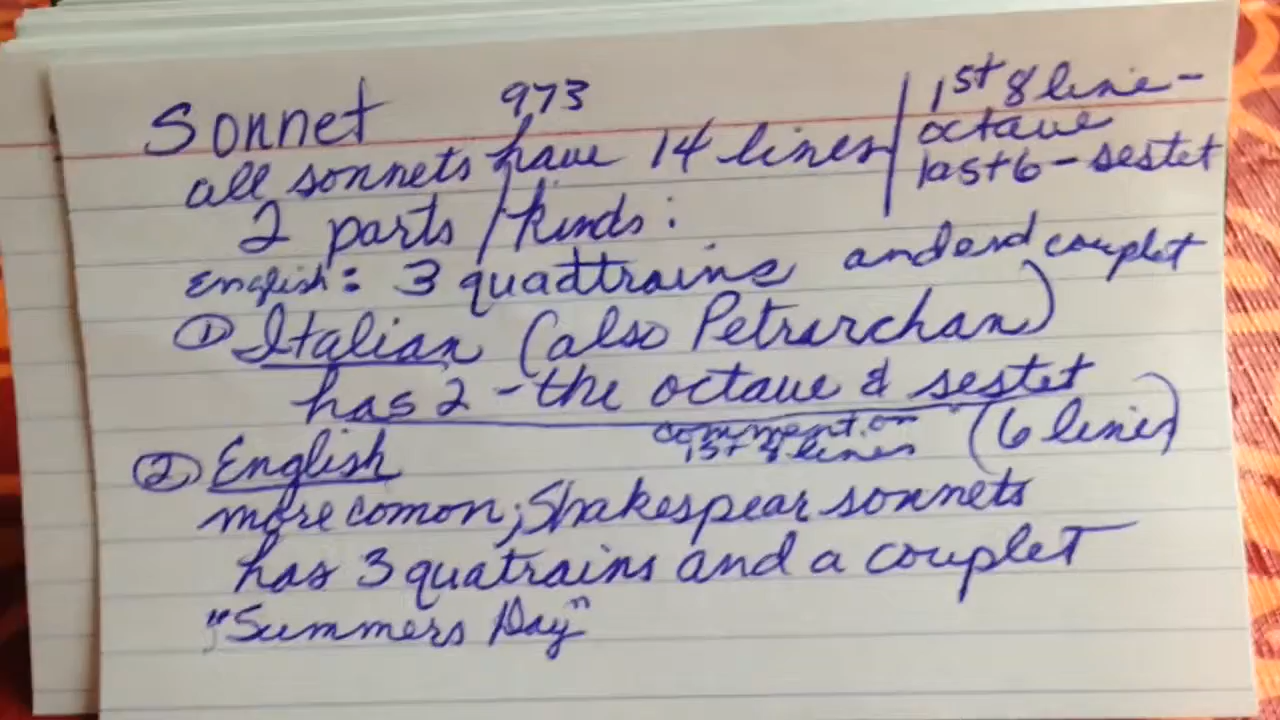 Sonnet 973
all sonnets have 14 lines
1st 8 line -
octave
last 6 - sestet
2 parts / kinds:
English: 3 quadtrains and end couplet
① Italian (also Petrarchan)
has 2 - the octave & sestet
comment on
1st 8 lines
(6 lines)
② English
more comon; Shakespear sonnets
has 3 quatrains and a couplet
"Summers Day"